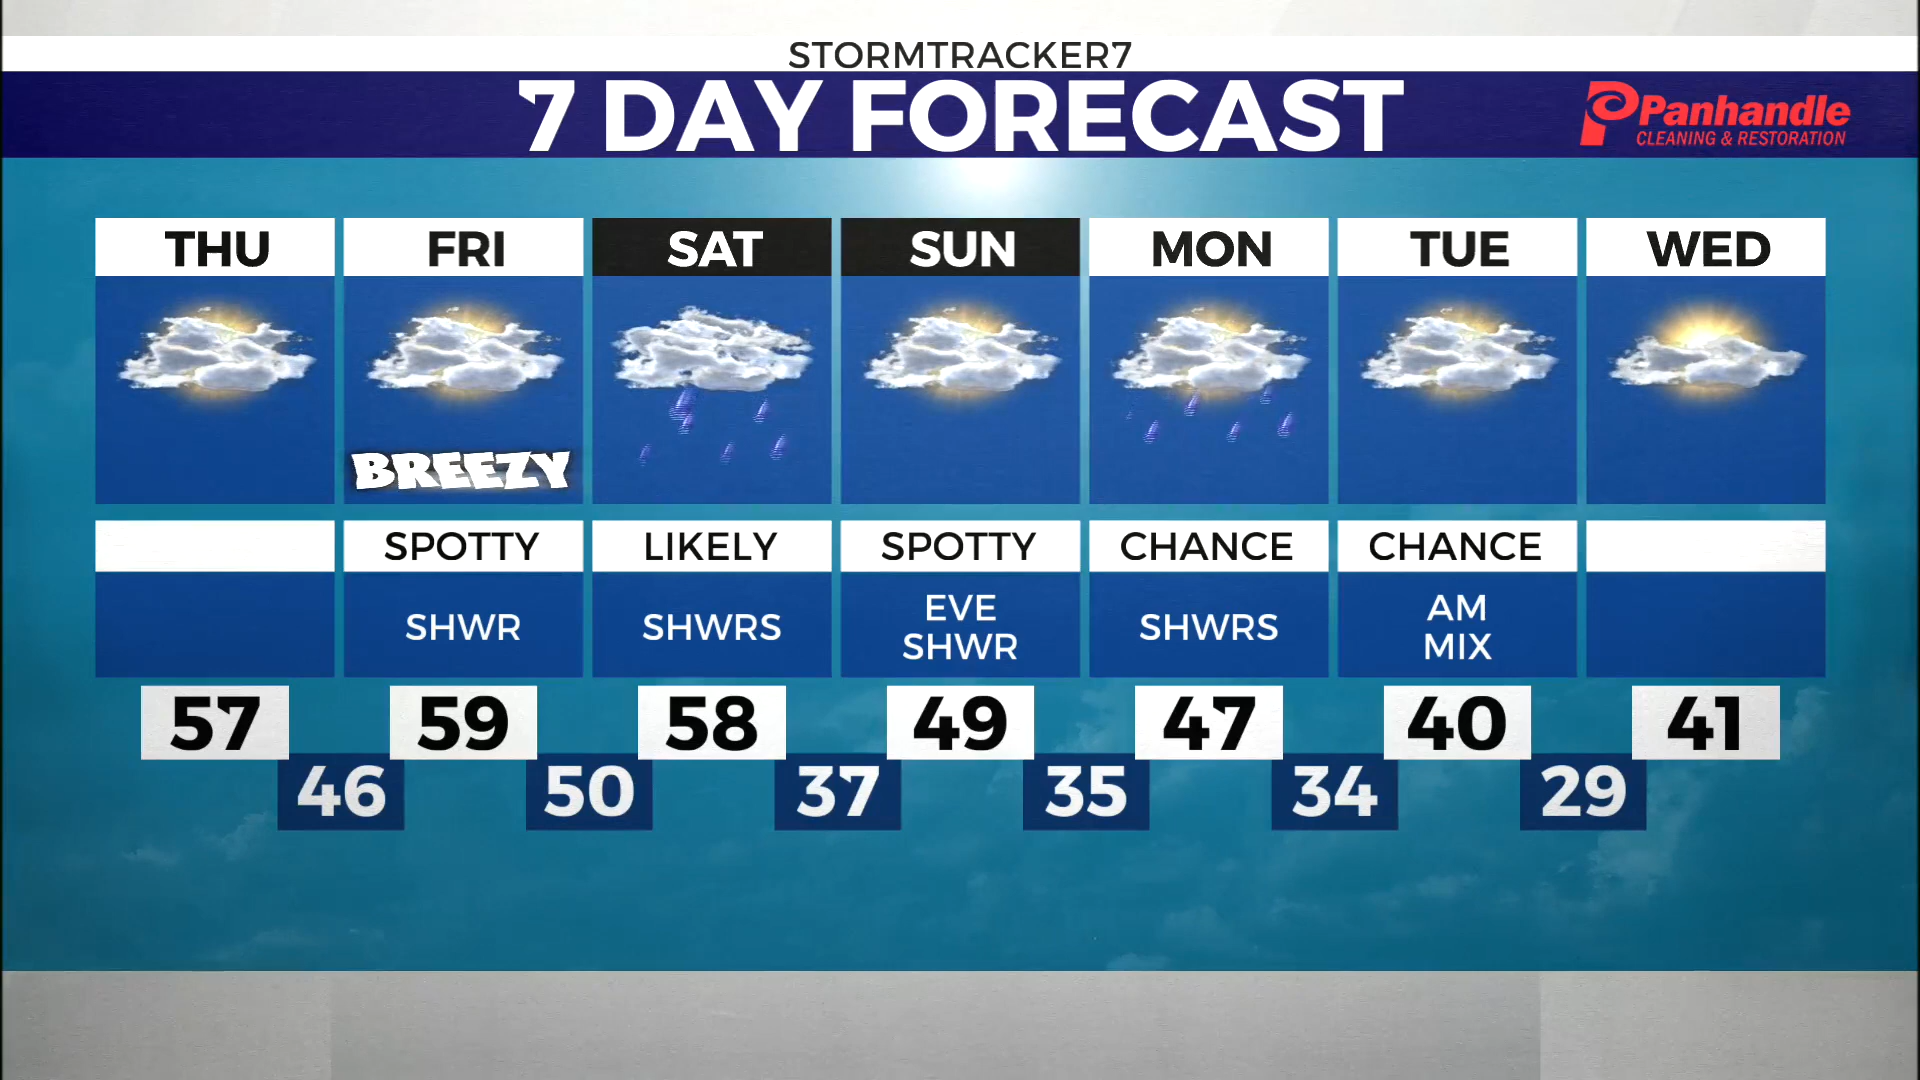 STORMTRACKER7
7 DAY FORECAST
Panhandle
CLEANING & RESTORATION
THU FRI SAT SUN MON TUE WED
BREEZY
SPOTTY LIKELY SPOTTY CHANCE CHANCE
SHWR SHWRS EVE SHWR SHWRS AM MIX
57 59 58 49 47 40 41
46 50 37 35 34 29